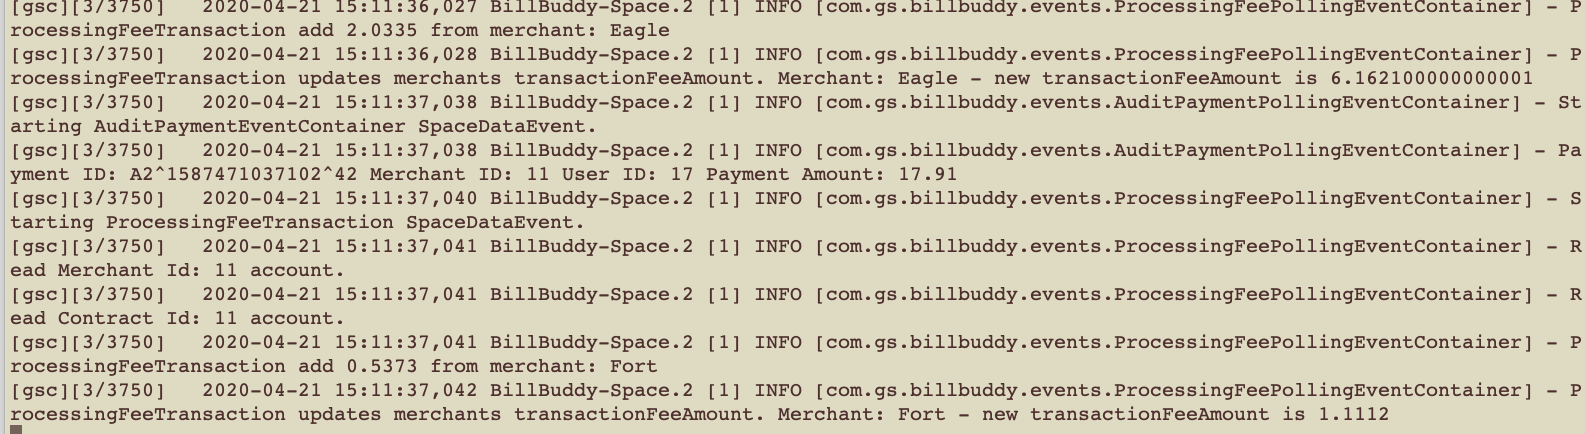 [gsc][3/3750]   2020-04-21 15:11:36,027 BillBuddy-Space.2 [1] INFO [com.gs.billbuddy.events.ProcessingFeePollingEventContainer] - P
rocessingFeeTransaction add 2.0335 from merchant: Eagle
[gsc][3/3750]   2020-04-21 15:11:36,028 BillBuddy-Space.2 [1] INFO [com.gs.billbuddy.events.ProcessingFeePollingEventContainer] - P
rocessingFeeTransaction updates merchants transactionFeeAmount. Merchant: Eagle - new transactionFeeAmount is 6.162100000000001
[gsc][3/3750]   2020-04-21 15:11:37,038 BillBuddy-Space.2 [1] INFO [com.gs.billbuddy.events.AuditPaymentPollingEventContainer] - St
arting AuditPaymentEventContainer SpaceDataEvent.
[gsc][3/3750]   2020-04-21 15:11:37,038 BillBuddy-Space.2 [1] INFO [com.gs.billbuddy.events.AuditPaymentPollingEventContainer] - Pa
yment ID: A2^1587471037102^42 Merchant ID: 11 User ID: 17 Payment Amount: 17.91
[gsc][3/3750]   2020-04-21 15:11:37,040 BillBuddy-Space.2 [1] INFO [com.gs.billbuddy.events.ProcessingFeePollingEventContainer] - S
tarting ProcessingFeeTransaction SpaceDataEvent.
[gsc][3/3750]   2020-04-21 15:11:37,041 BillBuddy-Space.2 [1] INFO [com.gs.billbuddy.events.ProcessingFeePollingEventContainer] - R
ead Merchant Id: 11 account.
[gsc][3/3750]   2020-04-21 15:11:37,041 BillBuddy-Space.2 [1] INFO [com.gs.billbuddy.events.ProcessingFeePollingEventContainer] - R
ead Contract Id: 11 account.
[gsc][3/3750]   2020-04-21 15:11:37,041 BillBuddy-Space.2 [1] INFO [com.gs.billbuddy.events.ProcessingFeePollingEventContainer] - P
rocessingFeeTransaction add 0.5373 from merchant: Fort
[gsc][3/3750]   2020-04-21 15:11:37,042 BillBuddy-Space.2 [1] INFO [com.gs.billbuddy.events.ProcessingFeePollingEventContainer] - P
rocessingFeeTransaction updates merchants transactionFeeAmount. Merchant: Fort - new transactionFeeAmount is 1.1112